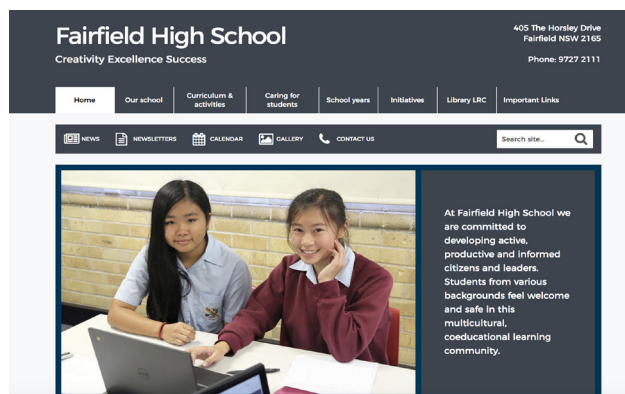 Fairfield High School
Creativity Excellence Success
405 The Horsley Drive
Fairfield NSW 2165
Phone: 9727 2111
Home
Our school
Curriculum &
activities
Caring for
students
School years
Initiatives
Library LRC
Important Links
NEWS
NEWSLETTERS
CALENDAR
GALLERY
CONTACT US
Search site...
At Fairfield High School we
are committed to
developing active,
productive and informed
citizens and leaders.
Students from various
backgrounds feel welcome
and safe in this
multicultural,
coeducational learning
community.
DELL